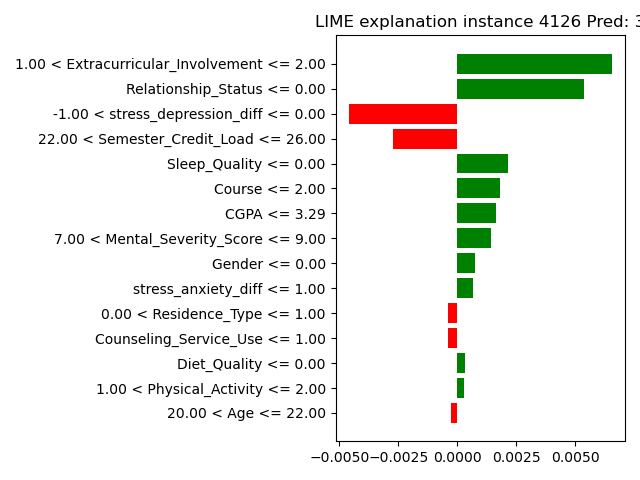 LIME explanation instance 4126 Pred: 3
1.00 < Extracurricular_Involvement <= 2.00
Relationship_Status <= 0.00
-1.00 < stress_depression_diff <= 0.00
22.00 < Semester_Credit_Load <= 26.00
Sleep_Quality <= 0.00
Course <= 2.00
CGPA <= 3.29
7.00 < Mental_Severity_Score <= 9.00
Gender <= 0.00
stress_anxiety_diff <= 1.00
0.00 < Residence_Type <= 1.00
Counseling_Service_Use <= 1.00
Diet_Quality <= 0.00
1.00 < Physical_Activity <= 2.00
20.00 < Age <= 22.00
−0.0050 −0.0025 0.0000 0.0025 0.0050